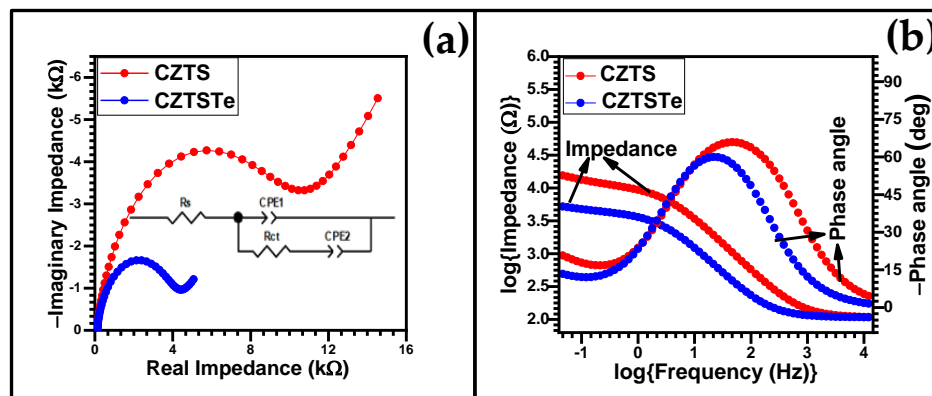 (a)
CZTS
CZTSTe
–Imaginary Impedance (kΩ)
-6
-5
-4
-3
-2
-1
0
Rs
CPE1
Rct
CPE2
0 4 8 12 16
Real Impedance (kΩ)
(b)
CZTS
CZTSTe
log{Impedance (Ω)}
6.0
5.5
5.0
4.5
4.0
3.5
3.0
2.5
2.0
Impedance
Phase angle
–Phase angle (deg)
90
75
60
45
30
15
0
-1 0 1 2 3 4
log{Frequency (Hz)}